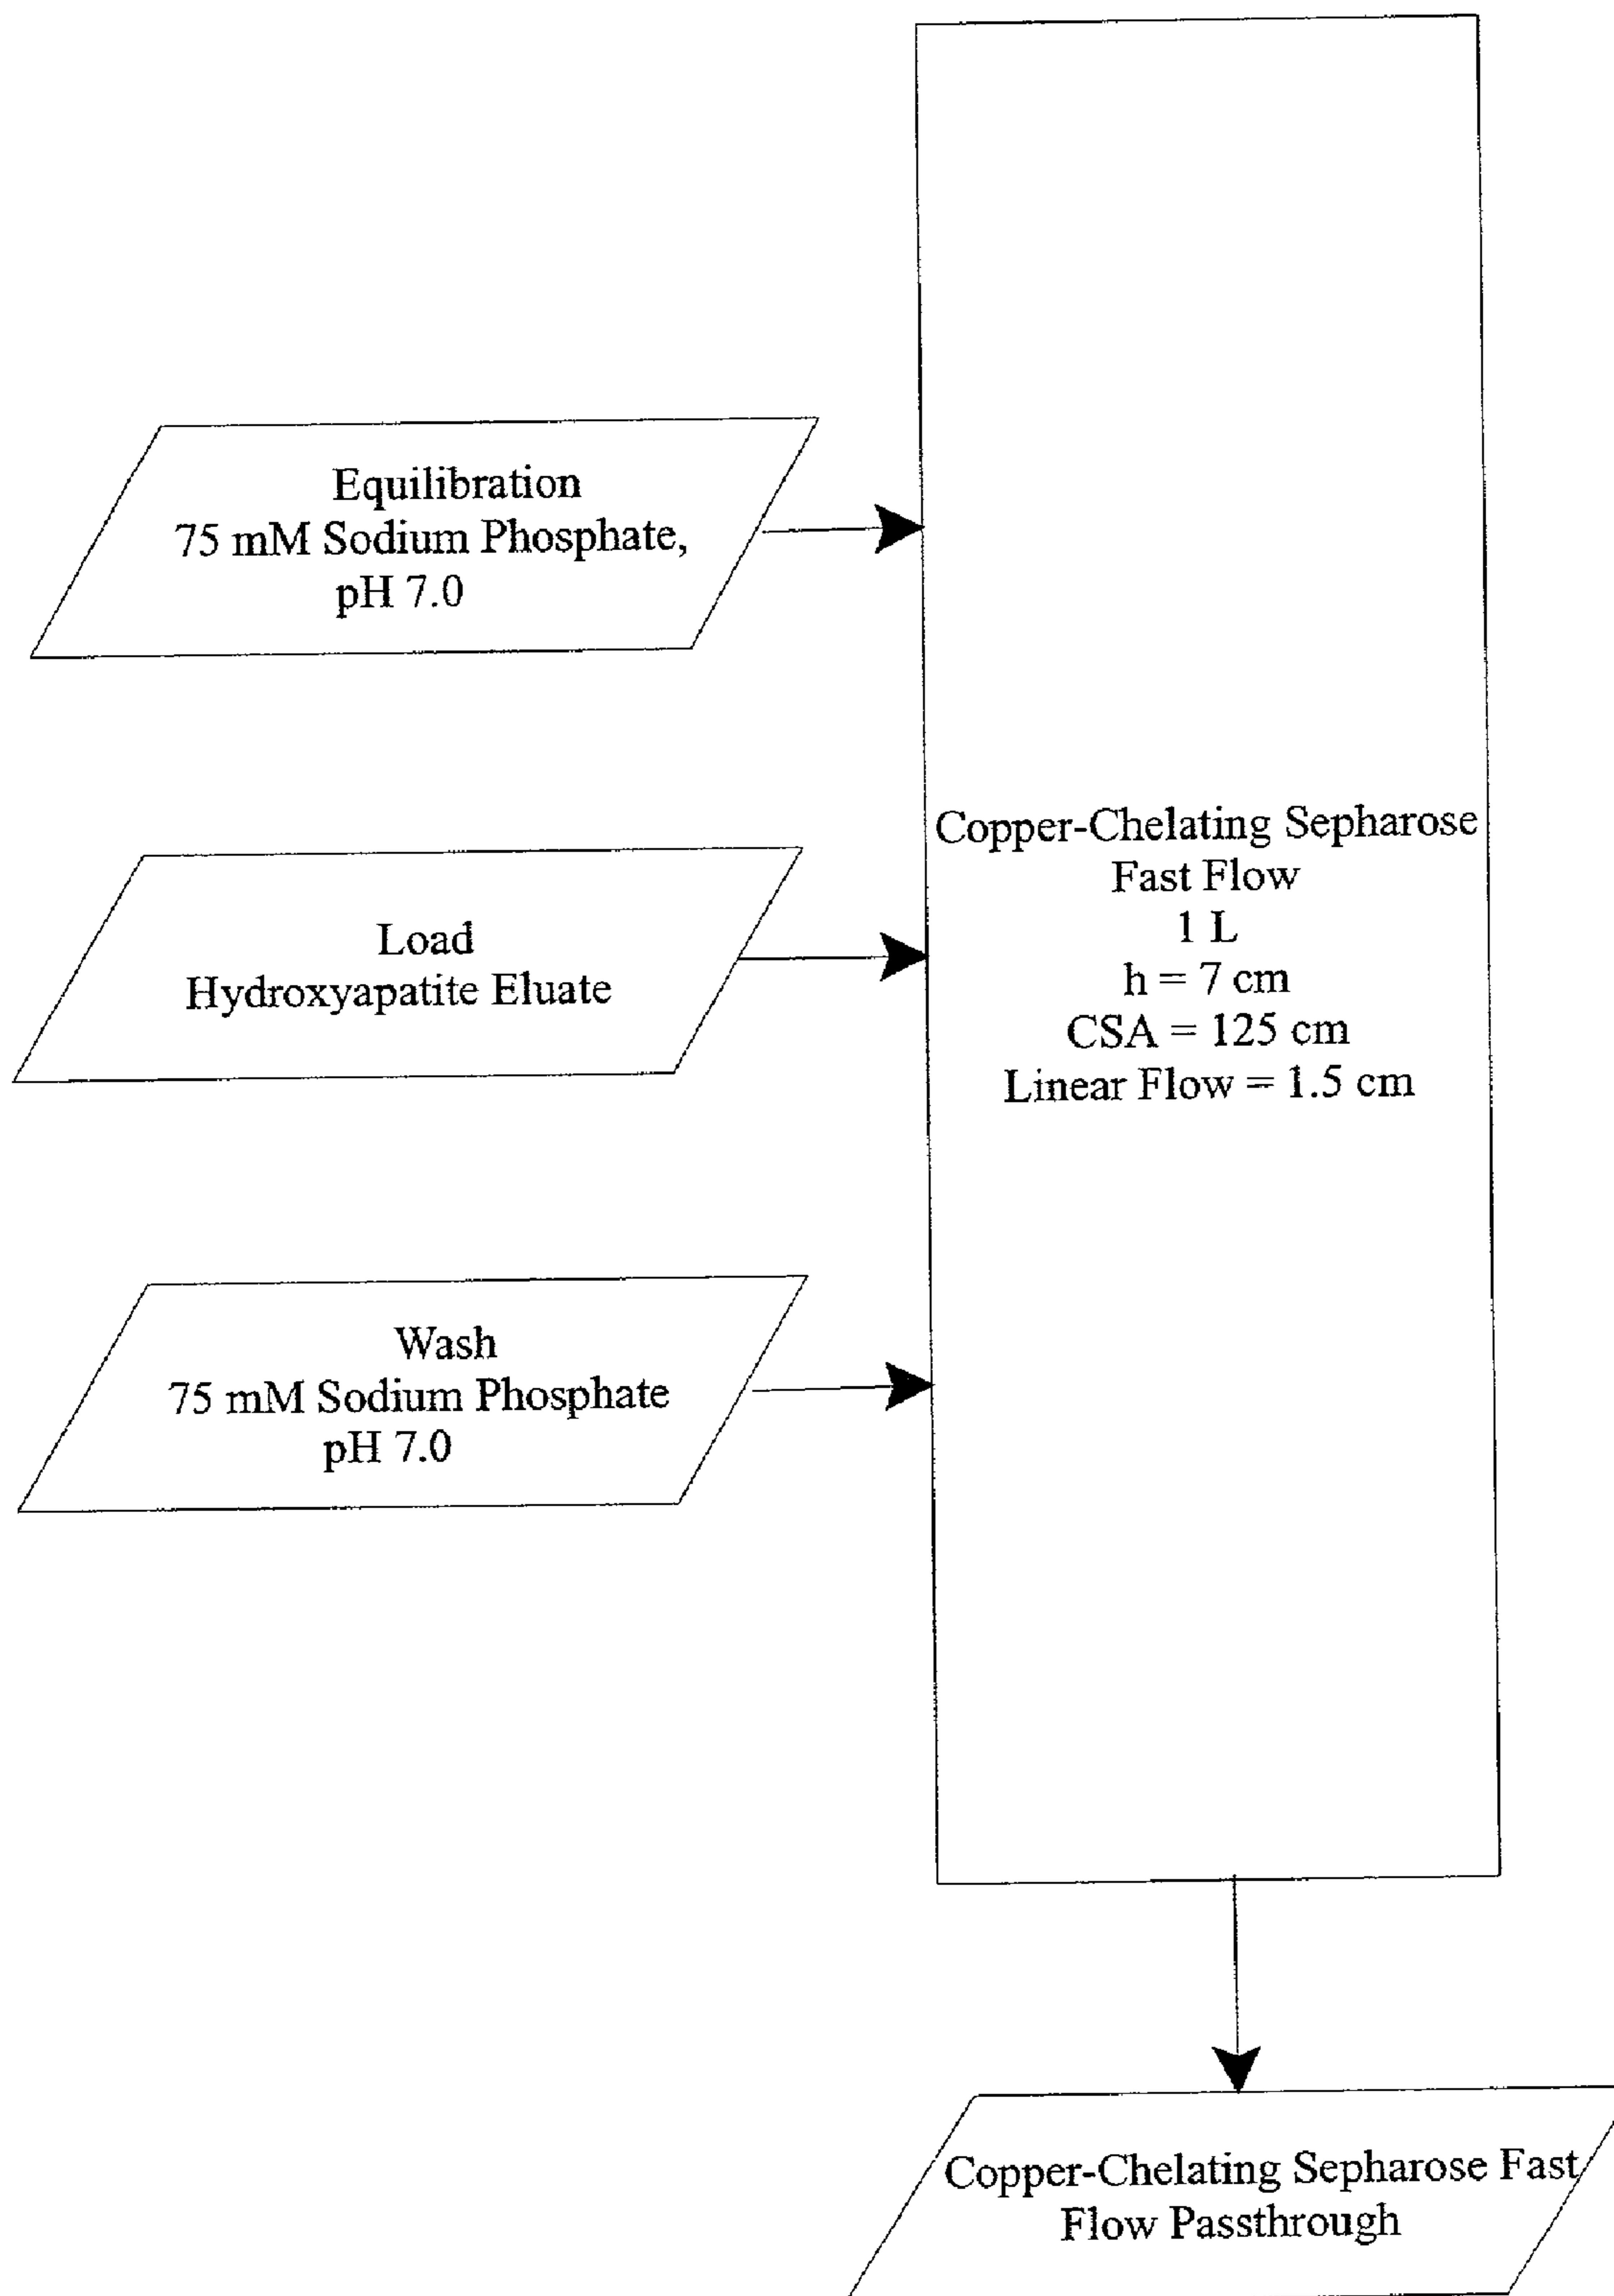 Equilibration
75 mM Sodium Phosphate,
pH 7.0
Load
Hydroxyapatite Eluate
Wash
75 mM Sodium Phosphate
pH 7.0
Copper-Chelating Sepharose
Fast Flow
1 L
h = 7 cm
CSA = 125 cm
Linear Flow = 1.5 cm
Copper-Chelating Sepharose Fast
Flow Passthrough